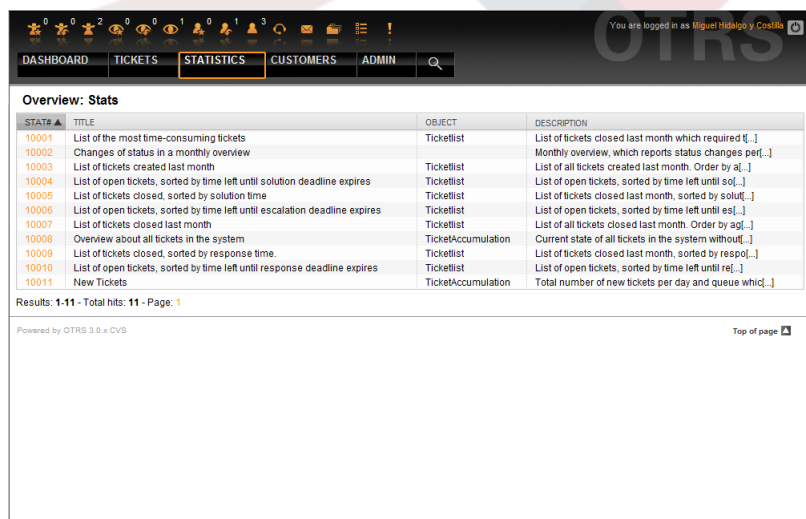 0 0 2 0 0 1 0 1 3
You are logged in as Miguel Hidalgo y Costilla
OTRS
DASHBOARD TICKETS STATISTICS CUSTOMERS ADMIN
Overview: Stats
STAT# TITLE OBJECT DESCRIPTION
10001 List of the most time-consuming tickets Ticketlist List of tickets closed last month which required t[...]
10002 Changes of status in a monthly overview Monthly overview, which reports status changes per[...]
10003 List of tickets created last month Ticketlist List of all tickets created last month. Order by a[...]
10004 List of open tickets, sorted by time left until solution deadline expires Ticketlist List of open tickets, sorted by time left until so[...]
10005 List of tickets closed, sorted by solution time Ticketlist List of tickets closed last month, sorted by solut[...]
10006 List of open tickets, sorted by time left until escalation deadline expires Ticketlist List of open tickets, sorted by time left until es[...]
10007 List of tickets closed last month Ticketlist List of all tickets closed last month. Order by ag[...]
10008 Overview about all tickets in the system TicketAccumulation Current state of all tickets in the system without[...]
10009 List of tickets closed, sorted by response time. Ticketlist List of tickets closed last month, sorted by respo[...]
10010 List of open tickets, sorted by time left until response deadline expires Ticketlist List of open tickets, sorted by time left until re[...]
10011 New Tickets TicketAccumulation Total number of new tickets per day and queue whic[...]
Results: 1-11 - Total hits: 11 - Page: 1
Powered by OTRS 3.0.x CVS Top of page